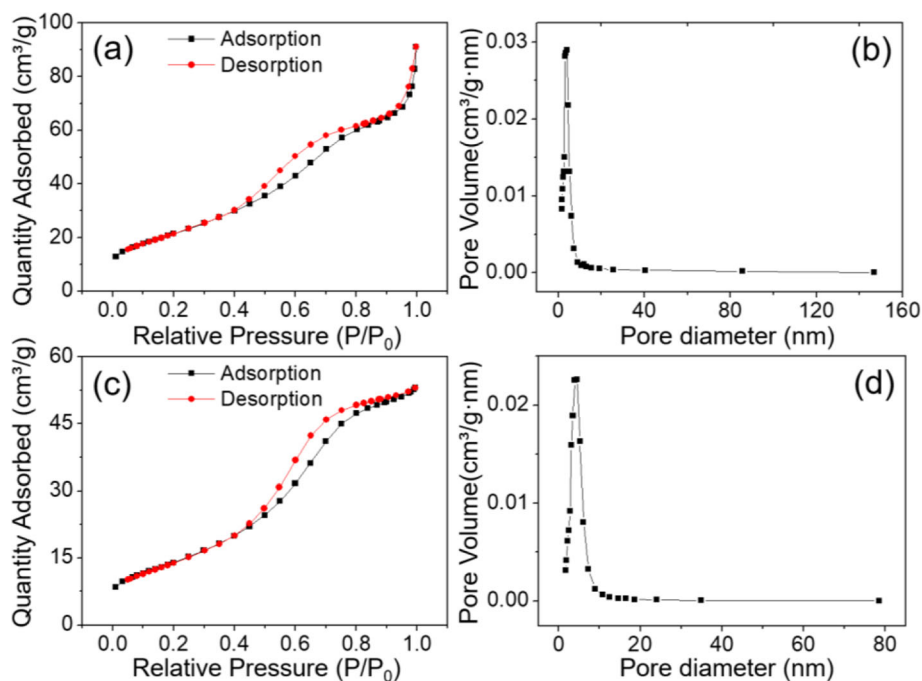 (a)
Adsorption
Desorption
Quantity Adsorbed (cm³/g)
100
80
60
40
20
0
0.0 0.2 0.4 0.6 0.8 1.0
Relative Pressure (P/P₀)
(b)
Pore Volume(cm³/g·nm)
0.03
0.02
0.01
0.00
0 40 80 120 160
Pore diameter (nm)
(c)
Adsorption
Desorption
Quantity Adsorbed (cm³/g)
60
45
30
15
0
0.0 0.2 0.4 0.6 0.8 1.0
Relative Pressure (P/P₀)
(d)
Pore Volume(cm³/g·nm)
0.02
0.01
0.00
0 20 40 60 80
Pore diameter (nm)